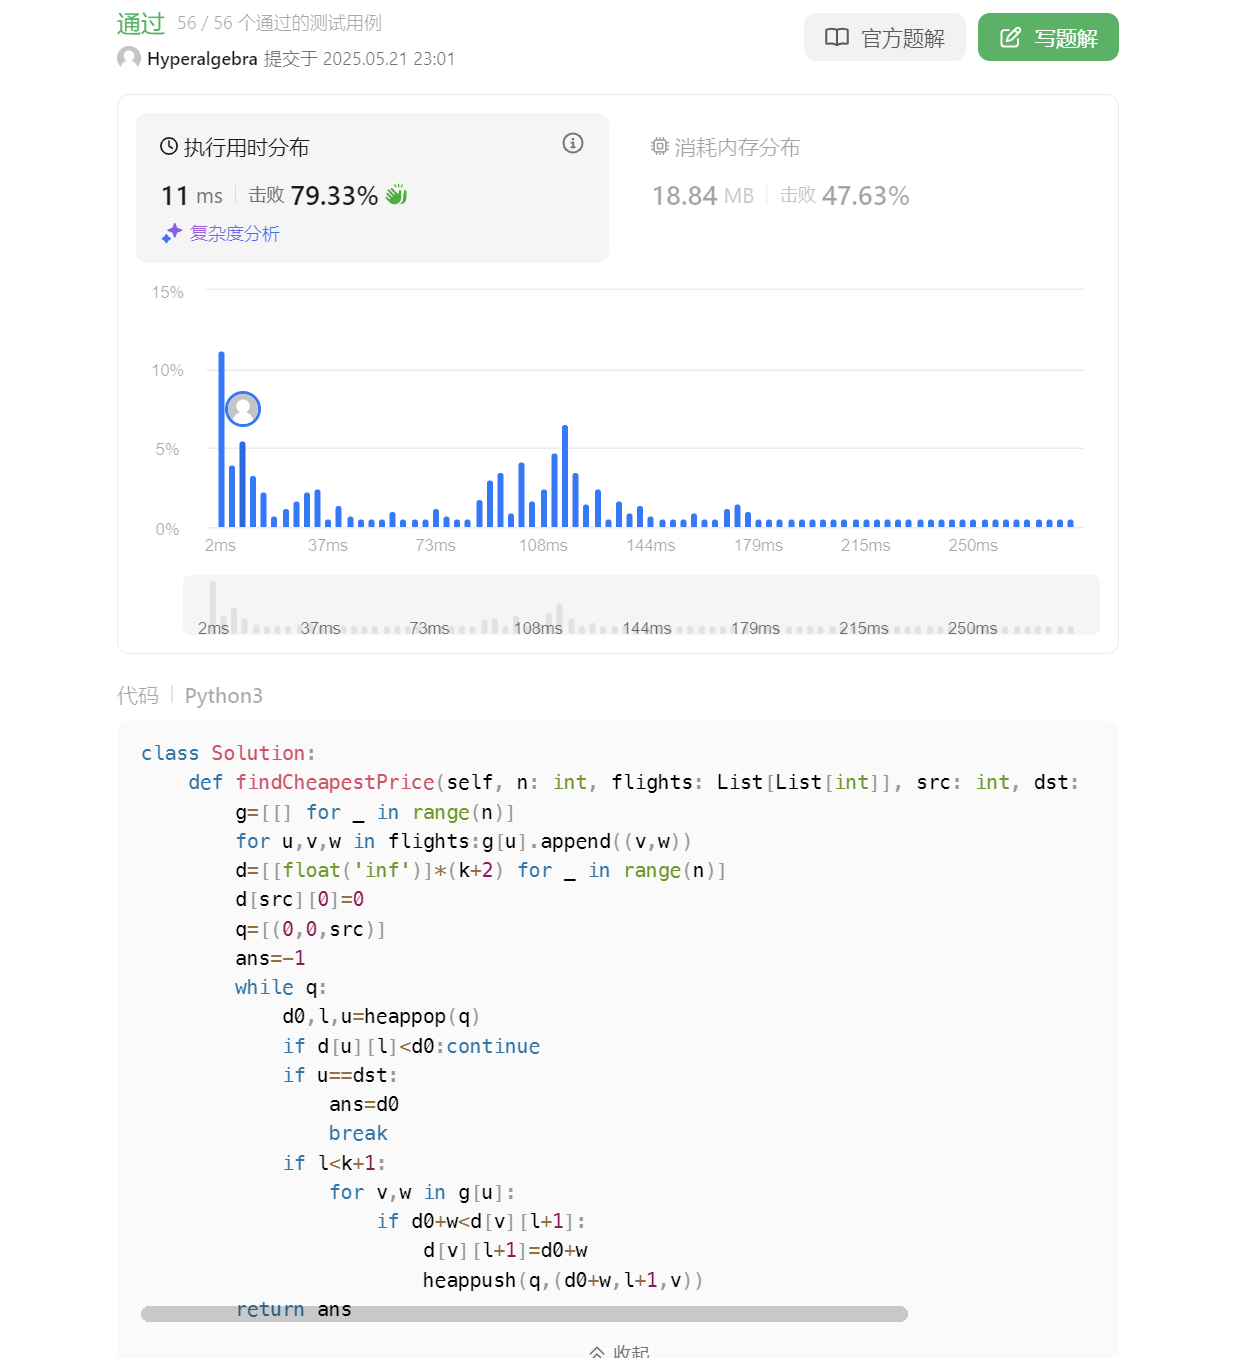 通过 56 / 56 个通过的测试用例
官方题解 写题解
Hyperalgebra 提交于 2025.05.21 23:01
执行用时分布 消耗内存分布
11 ms 击败 79.33% 18.84 MB 击败 47.63%
复杂度分析
15%
10%
5%
0%
2ms 37ms 73ms 108ms 144ms 179ms 215ms 250ms
2ms 37ms 73ms 108ms 144ms 179ms 215ms 250ms
代码 Python3
class Solution:
    def findCheapestPrice(self, n: int, flights: List[List[int]], src: int, dst:
        g=[[] for _ in range(n)]
        for u,v,w in flights:g[u].append((v,w))
        d=[[float('inf')]*(k+2) for _ in range(n)]
        d[src][0]=0
        q=[(0,0,src)]
        ans=-1
        while q:
            d0,l,u=heappop(q)
            if d[u][l]<d0:continue
            if u==dst:
                ans=d0
                break
            if l<k+1:
                for v,w in g[u]:
                    if d0+w<d[v][l+1]:
                        d[v][l+1]=d0+w
                        heappush(q,(d0+w,l+1,v))
        return ans
收起